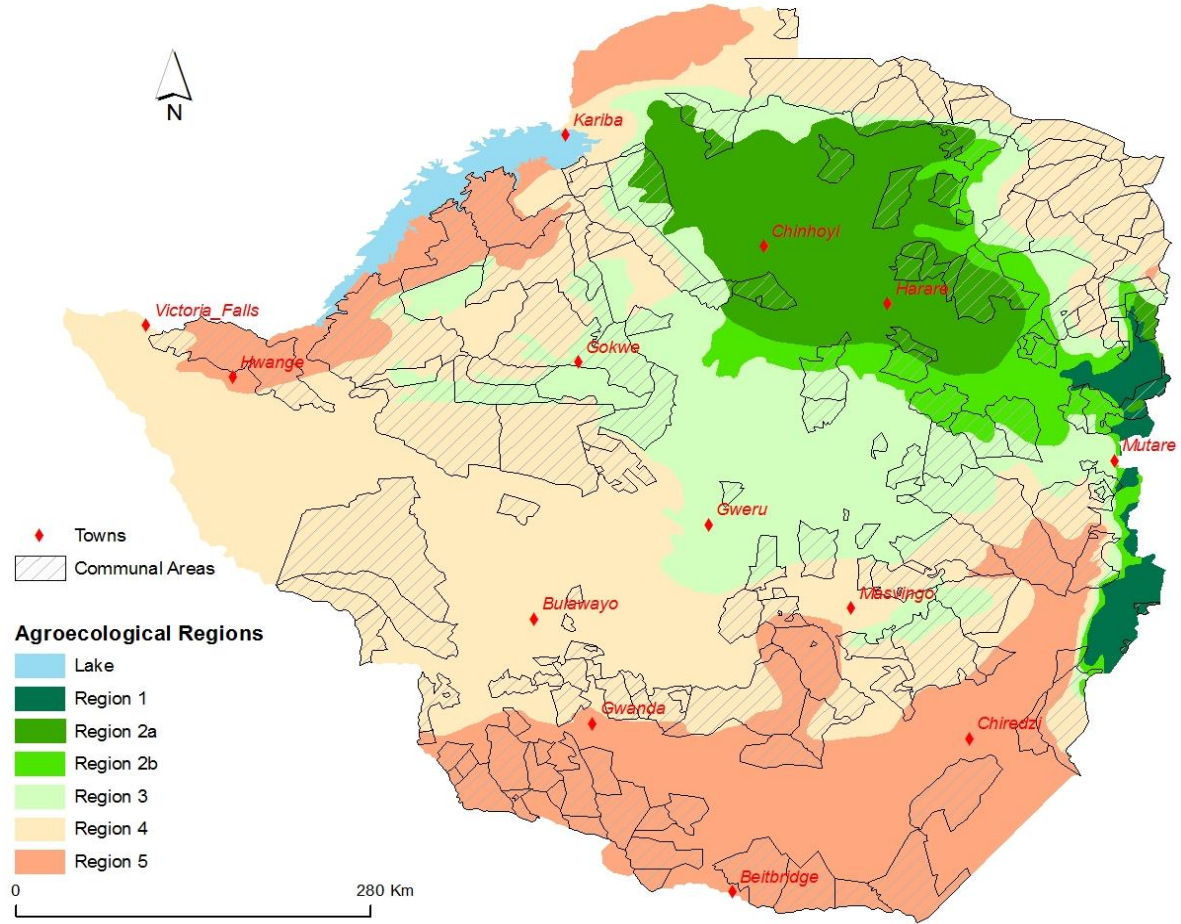 N
Kariba
Chinhoyi
Harare
Victoria_Falls
Hwange
Gokwe
Mutare
Gweru
Towns
Communal Areas
Masvingo
Bulawayo
Agroecological Regions
Lake
Region 1
Region 2a
Region 2b
Region 3
Region 4
Region 5
Gwanda
Chiredzi
Beitbridge
0
280 Km